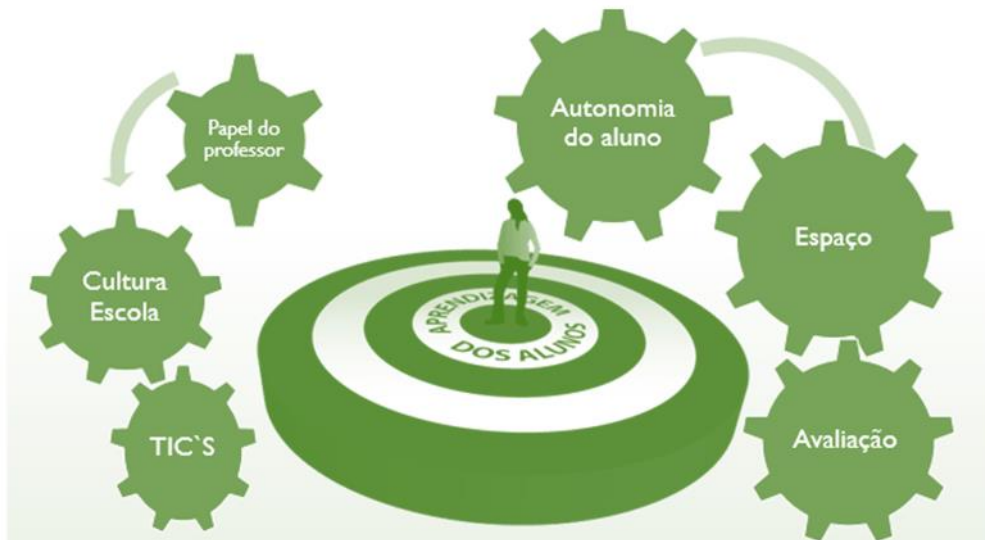 Papel do
professor
Cultura
Escola
TIC`S
APRENDIZAGEM
DOS ALUNOS
Autonomia
do aluno
Espaço
Avaliação